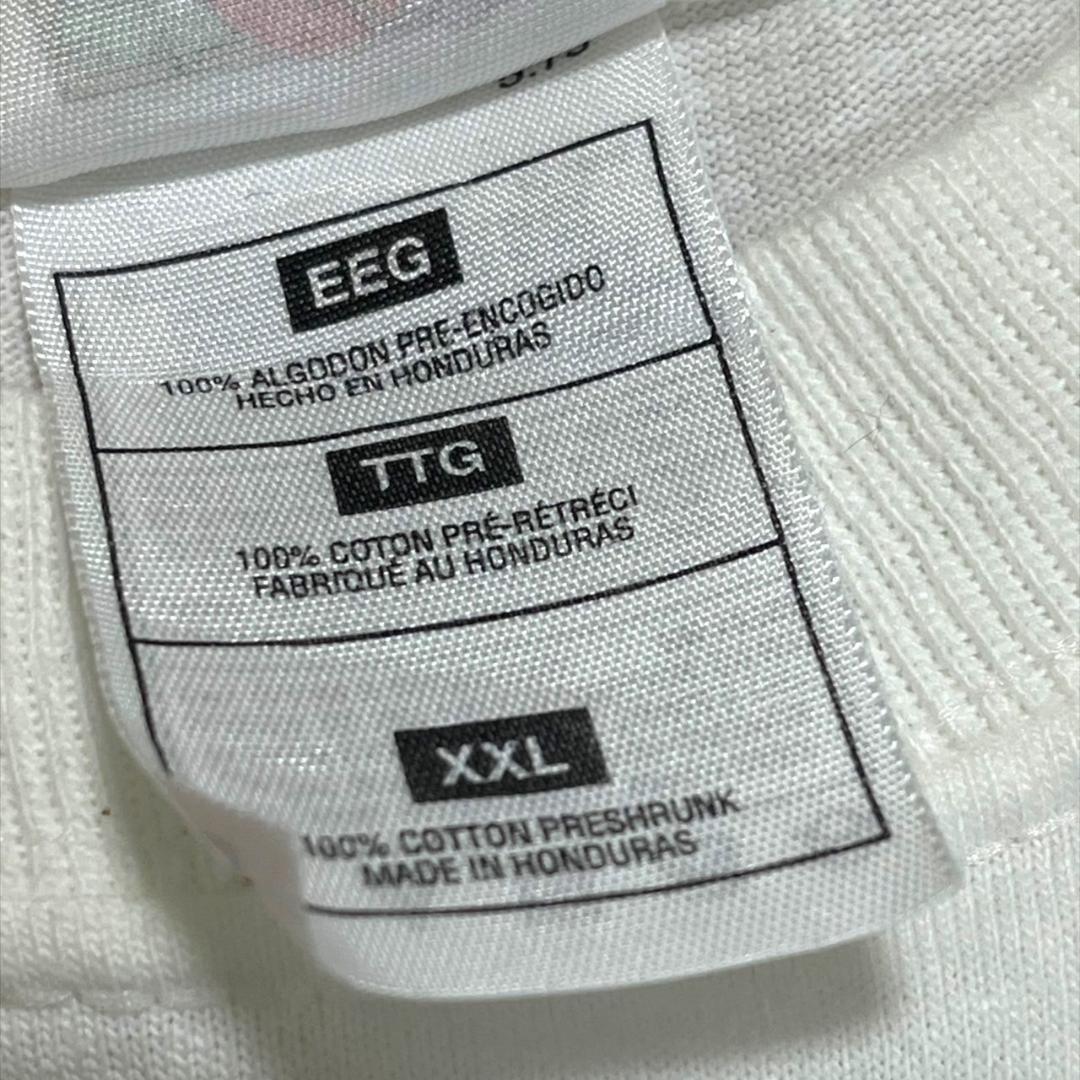 EEG
100% ALGODON PRE-ENCOGIDO
HECHO EN HONDURAS
TTG
100% COTON PRÉ-RÉTRÉCI
FABRIQUÉ AU HONDURAS
XXL
100% COTTON PRESHRUNK
MADE IN HONDURAS